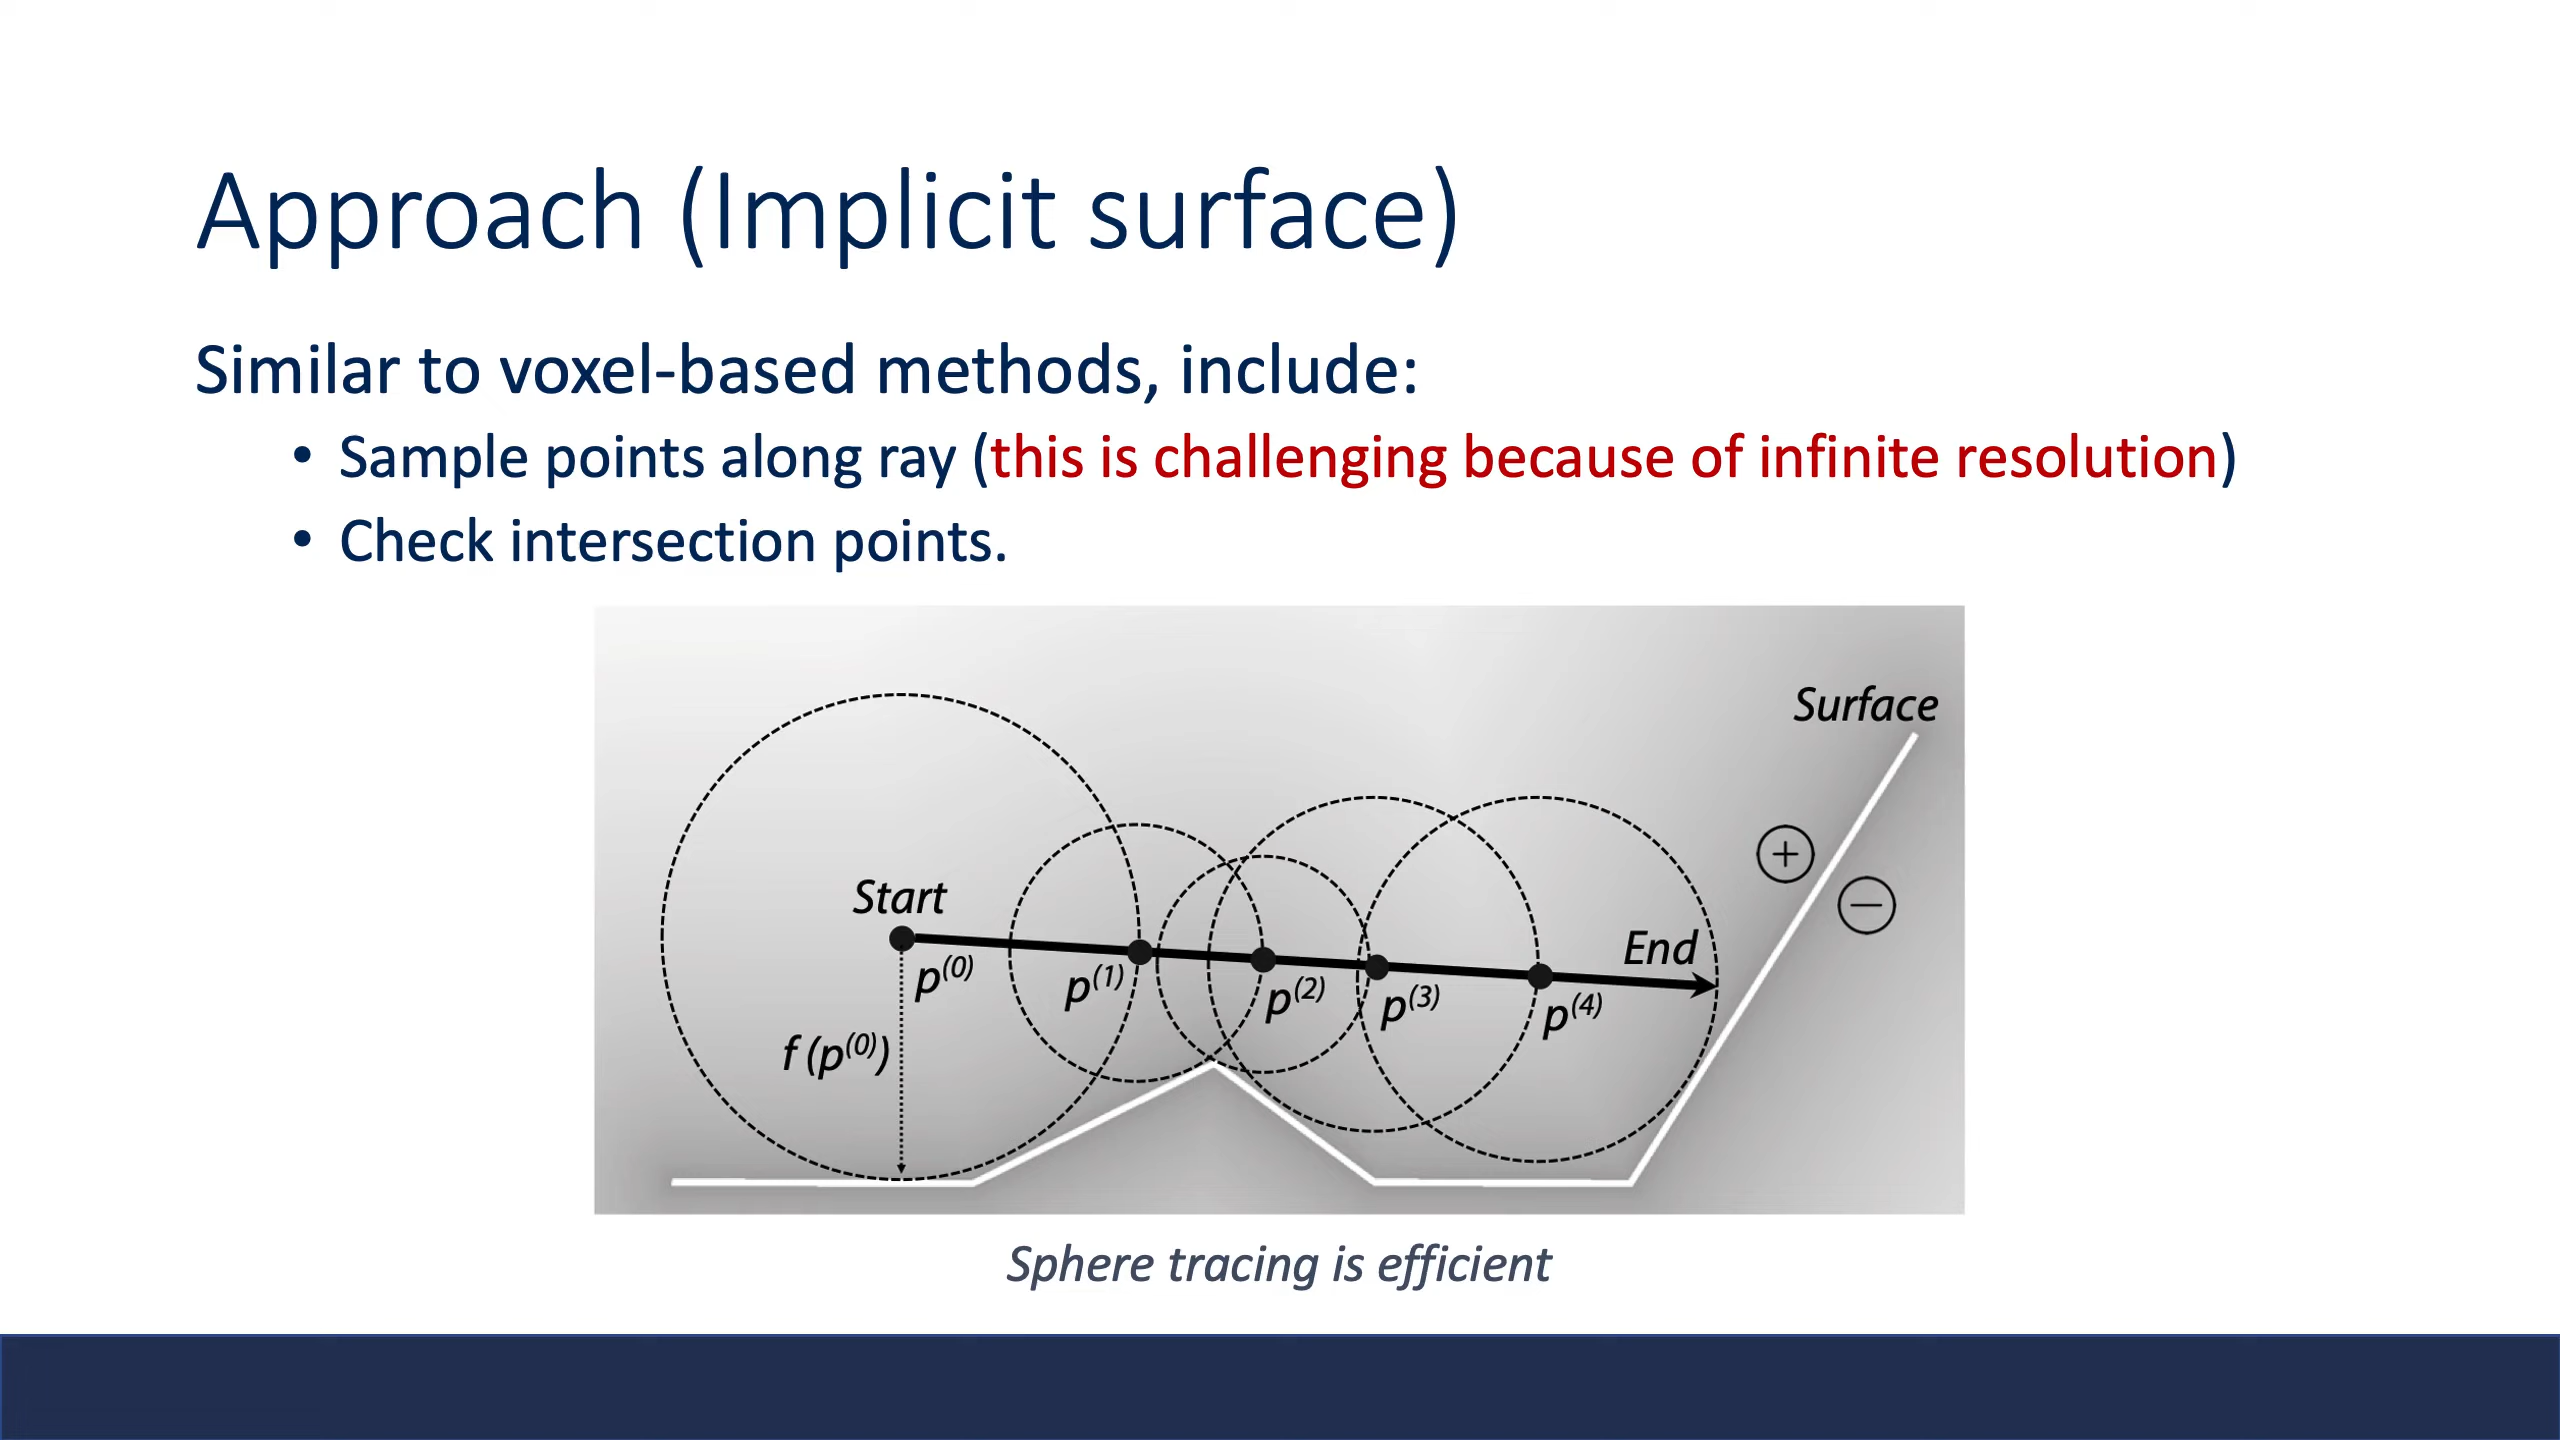 Approach (Implicit surface)
Similar to voxel-based methods, include:
• Sample points along ray (this is challenging because of infinite resolution)
• Check intersection points.
Surface
+
Start
−
End
p(0)
p(1)
p(2)
p(3)
p(4)
f (p(0))
Sphere tracing is efficient